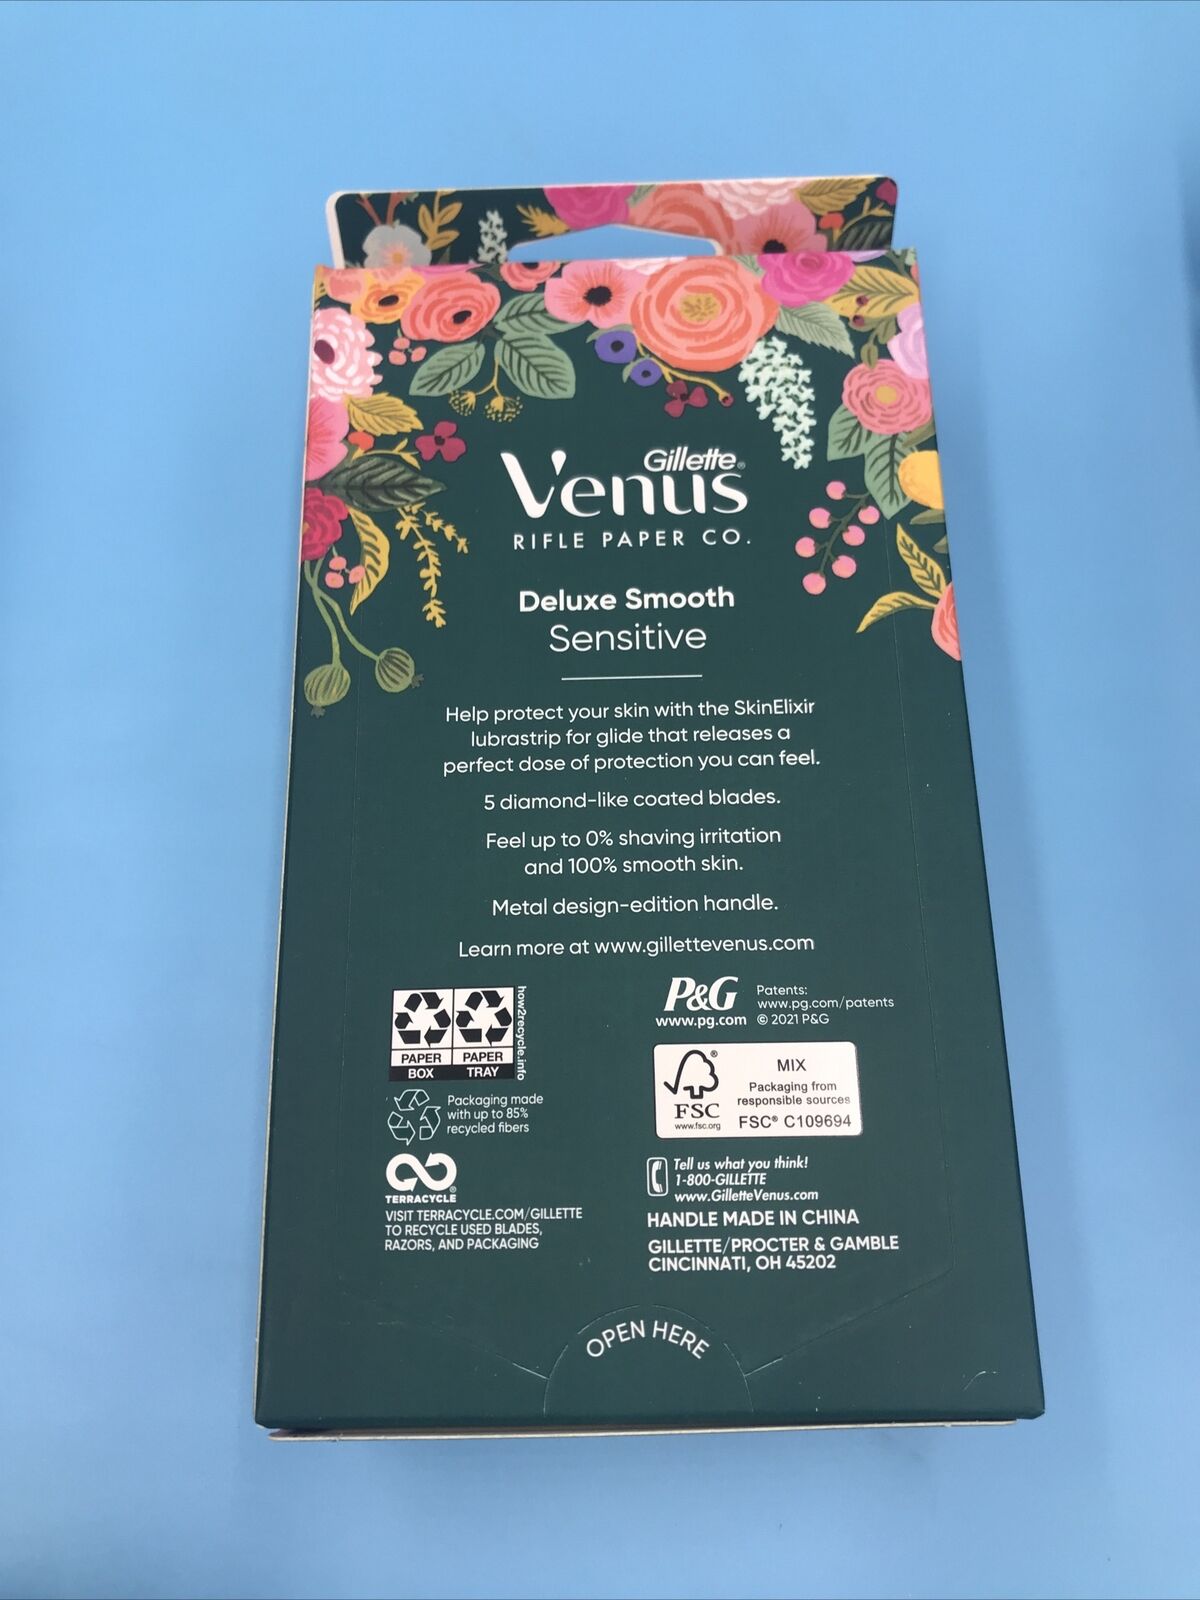 Gillette®
Venus
RIFLE PAPER CO.
Deluxe Smooth
Sensitive
Help protect your skin with the SkinElixir
lubrastrip for glide that releases a
perfect dose of protection you can feel.
5 diamond-like coated blades.
Feel up to 0% shaving irritation
and 100% smooth skin.
Metal design-edition handle.
Learn more at www.gillettevenus.com
PAPER
BOX
PAPER
TRAY
how2recycle.info
Packaging made
with up to 85%
recycled fibers
TERRACYCLE®
VISIT TERRACYCLE.COM/GILLETTE
TO RECYCLE USED BLADES,
RAZORS, AND PACKAGING
P&G
www.pg.com
Patents:
www.pg.com/patents
© 2021 P&G
®
FSC
www.fsc.org
MIX
Packaging from
responsible sources
FSC® C109694
Tell us what you think!
1-800-GILLETTE
www.GilletteVenus.com
HANDLE MADE IN CHINA
GILLETTE/PROCTER & GAMBLE
CINCINNATI, OH 45202
OPEN HERE